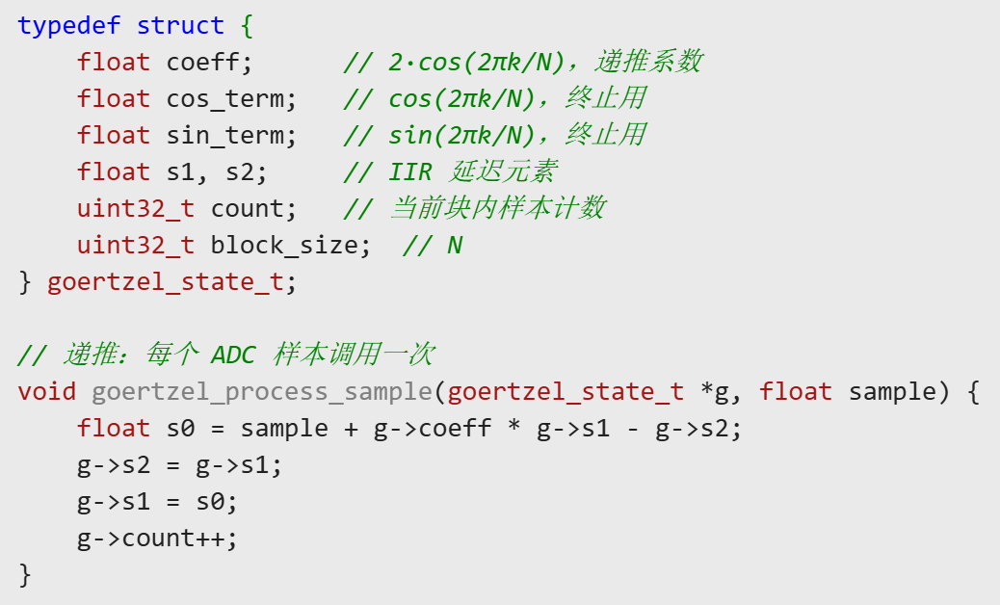 typedef struct {
    float coeff;      // 2·cos(2πk/N)，递推系数
    float cos_term;   // cos(2πk/N)，终止用
    float sin_term;   // sin(2πk/N)，终止用
    float s1, s2;     // IIR 延迟元素
    uint32_t count;   // 当前块内样本计数
    uint32_t block_size;  // N
} goertzel_state_t;

// 递推：每个 ADC 样本调用一次
void goertzel_process_sample(goertzel_state_t *g, float sample) {
    float s0 = sample + g->coeff * g->s1 - g->s2;
    g->s2 = g->s1;
    g->s1 = s0;
    g->count++;
}